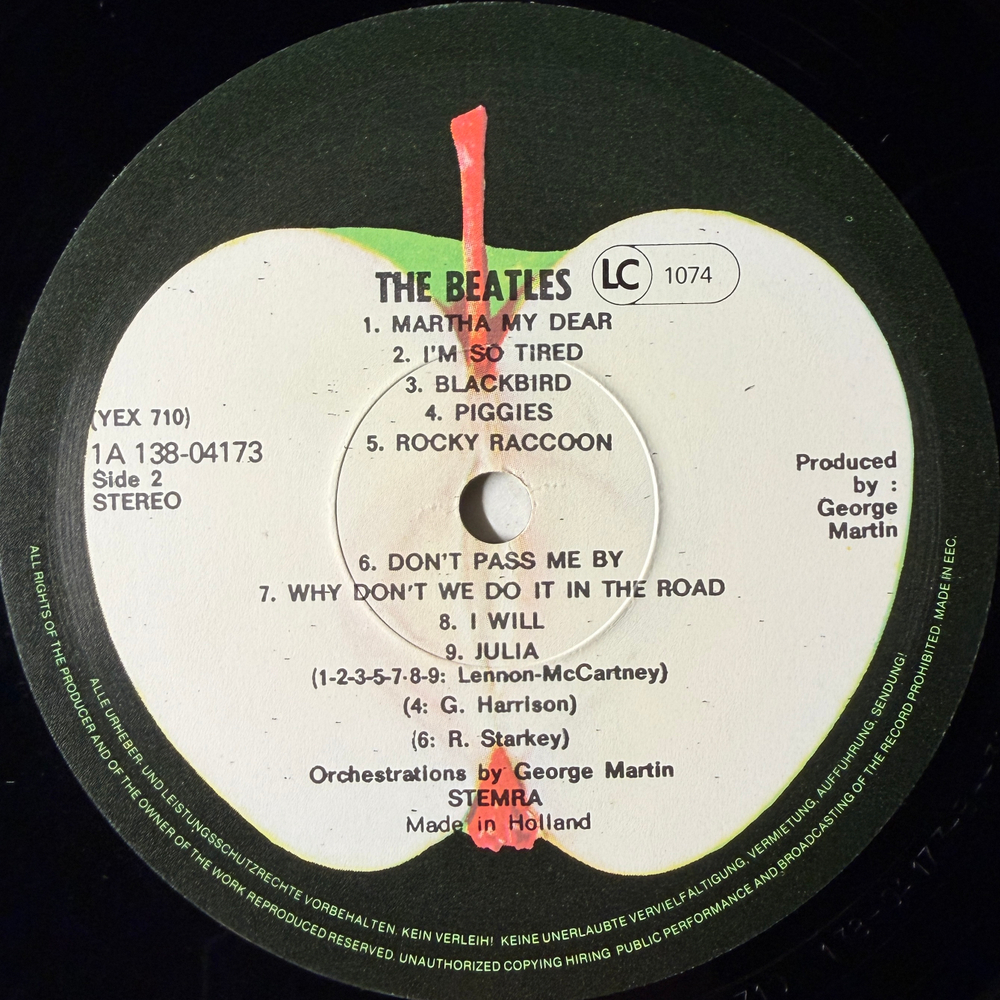 THE BEATLES
LC 1074
1. MARTHA MY DEAR
2. I'M SO TIRED
3. BLACKBIRD
4. PIGGIES
5. ROCKY RACCOON
(YEX 710)
1A 138-04173
Side 2
STEREO
Produced
by :
George
Martin
6. DON'T PASS ME BY
7. WHY DON'T WE DO IT IN THE ROAD
8. I WILL
9. JULIA
(1-2-3-5-7-8-9: Lennon-McCartney)
(4: G. Harrison)
(6: R. Starkey)
Orchestrations by George Martin
STEMRA
Made in Holland
ALLE URHEBER. UND LEISTUNGSSCHUTZRECHTE VORBEHALTEN. KEIN VERLEIH! KEINE UNERLAUBTE VERVIELFALTIGUNG. VERMIETUNG. AUFFUHRUNG. SENDUNG!
ALL RIGHTS OF THE PRODUCER AND OF THE OWNER OF THE WORK REPRODUCED RESERVED. UNAUTHORIZED COPYING HIRING PUBLIC PERFORMANCE AND BROADCASTING OF THE RECORD PROHIBITED. MADE IN EEC.